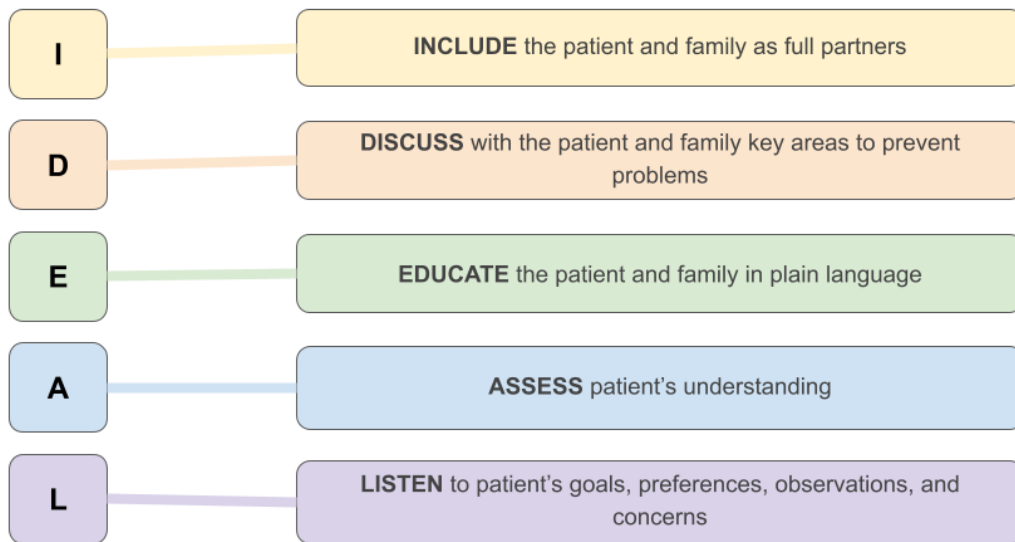 I
INCLUDE the patient and family as full partners
D
DISCUSS with the patient and family key areas to prevent
problems
E
EDUCATE the patient and family in plain language
A
ASSESS patient’s understanding
L
LISTEN to patient’s goals, preferences, observations, and
concerns